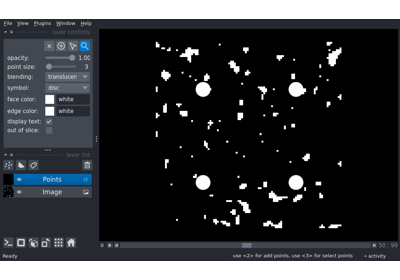 File View Plugins Window Help
layer controls
opacity: 1.00
point size: 3
blending: translucen
symbol: disc
face color: white
edge color: white
display text:
out of slice:
layer list
Points
Image
50 99
Ready use <2> for add points, use <3> for select points activity